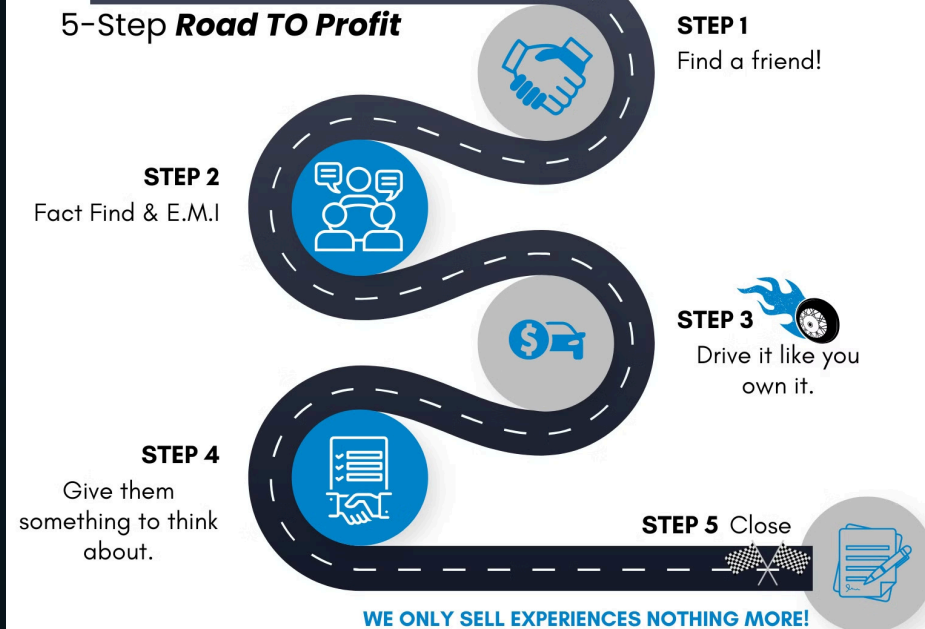 5-Step Road TO Profit
STEP 1
Find a friend!
STEP 2
Fact Find & E.M.I
STEP 3
Drive it like you
own it.
STEP 4
Give them
something to think
about.
STEP 5 Close
WE ONLY SELL EXPERIENCES NOTHING MORE!